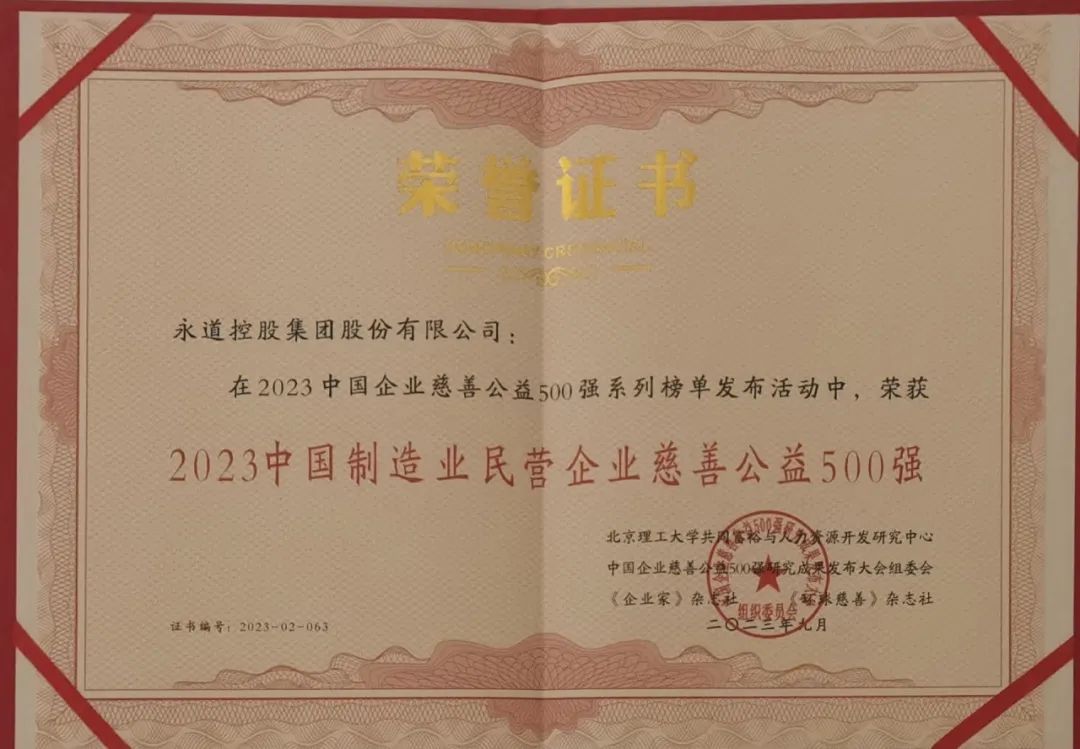 荣誉证书
永道控股集团股份有限公司：
在2023中国企业慈善公益500强系列榜单发布活动中，荣获
2023中国制造业民营企业慈善公益500强
北京理工大学共同富裕与人力资源开发研究中心
中国企业慈善公益500强研究成果发布大会组委会
《企业家》杂志社 《环球慈善》杂志社
二〇二三年九月
组织委员会
证书编号：2023-02-063